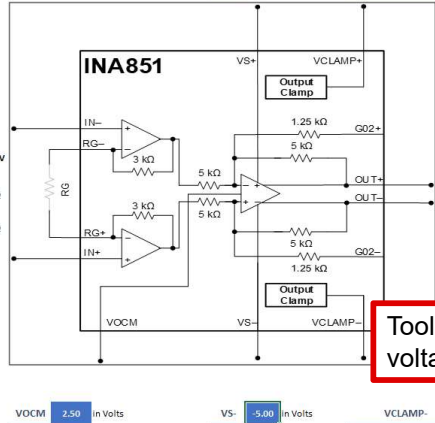 INA851
VS+
VCLAMP+
Output
Clamp
IN–
RG–
3 kΩ
RG
3 kΩ
RG+
IN+
5 kΩ
5 kΩ
1.25 kΩ
5 kΩ
G02+
OUT+
OUT–
5 kΩ
1.25 kΩ
G02–
Output
Clamp
VOCM
VS–
VCLAMP–
Tool
VOCM 2.50 in Volts
VS- -5.00 in Volts
VCLAMP-